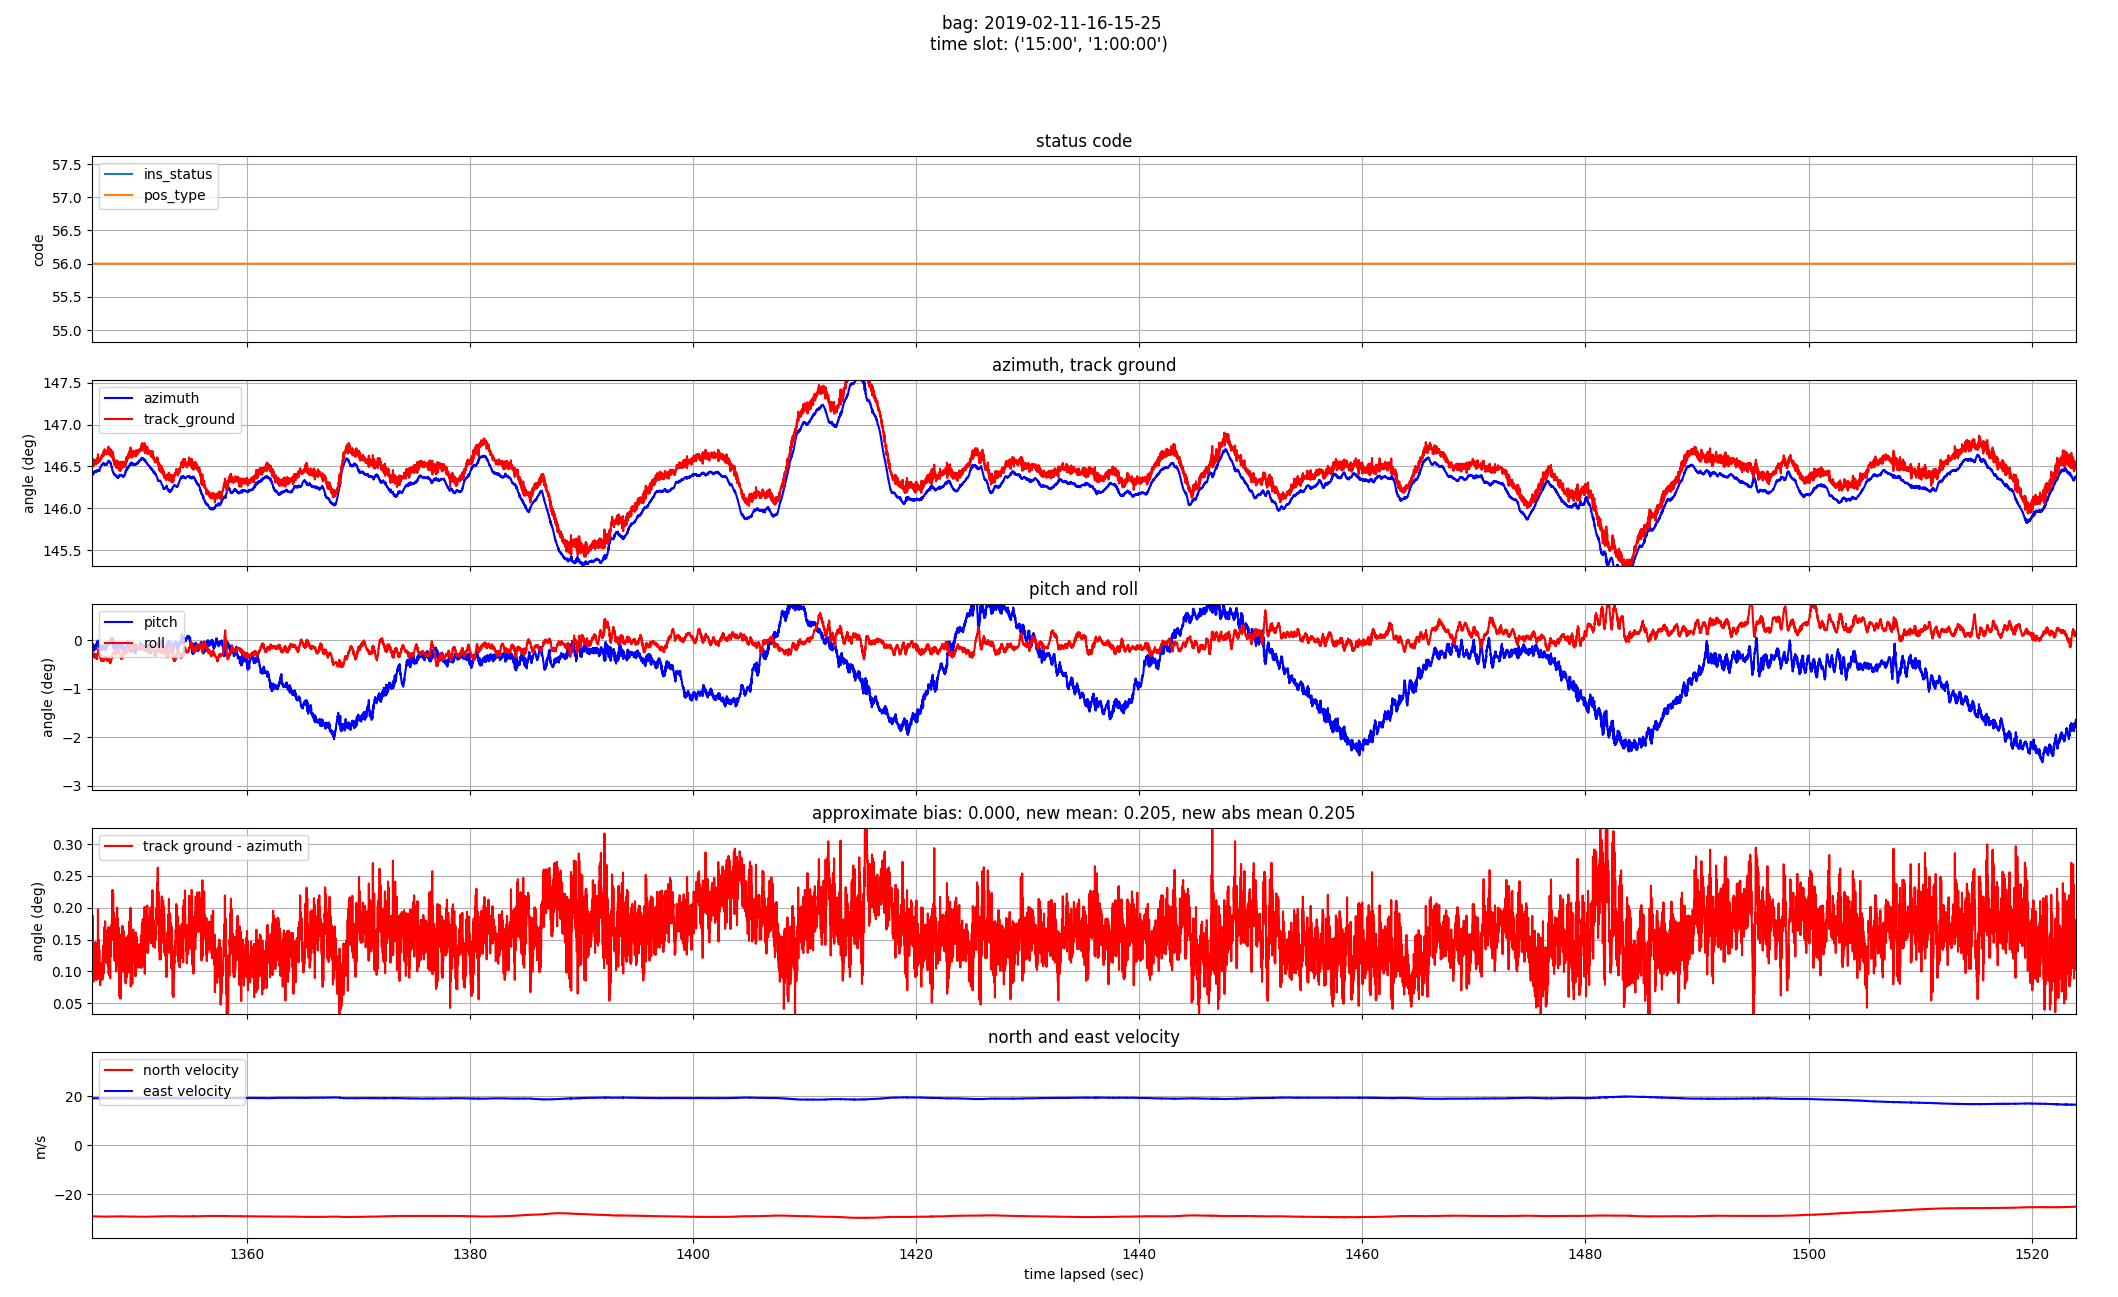 bag: 2019-02-11-16-15-25
time slot: ('15:00', '1:00:00')
status code
57.5
57.0
56.5
56.0
55.5
55.0
code
ins_status
pos_type
azimuth, track ground
147.5
147.0
146.5
146.0
145.5
angle (deg)
azimuth
track_ground
pitch and roll
0
−1
−2
−3
angle (deg)
pitch
roll
approximate bias: 0.000, new mean: 0.205, new abs mean 0.205
0.30
0.25
0.20
0.15
0.10
0.05
angle (deg)
track ground - azimuth
north and east velocity
20
0
−20
m/s
north velocity
east velocity
1360 1380 1400 1420 1440 1460 1480 1500 1520
time lapsed (sec)